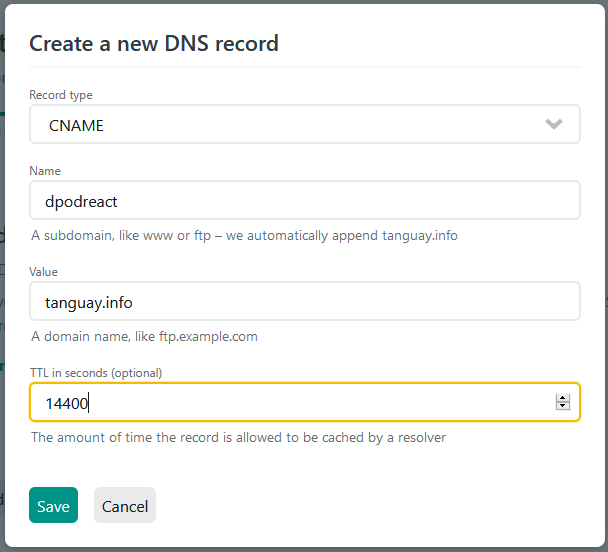 Create a new DNS record
Record type
CNAME
Name
dpodreact
A subdomain, like www or ftp – we automatically append tanguay.info
Value
tanguay.info
A domain name, like ftp.example.com
TTL in seconds (optional)
14400
The amount of time the record is allowed to be cached by a resolver
Save
Cancel